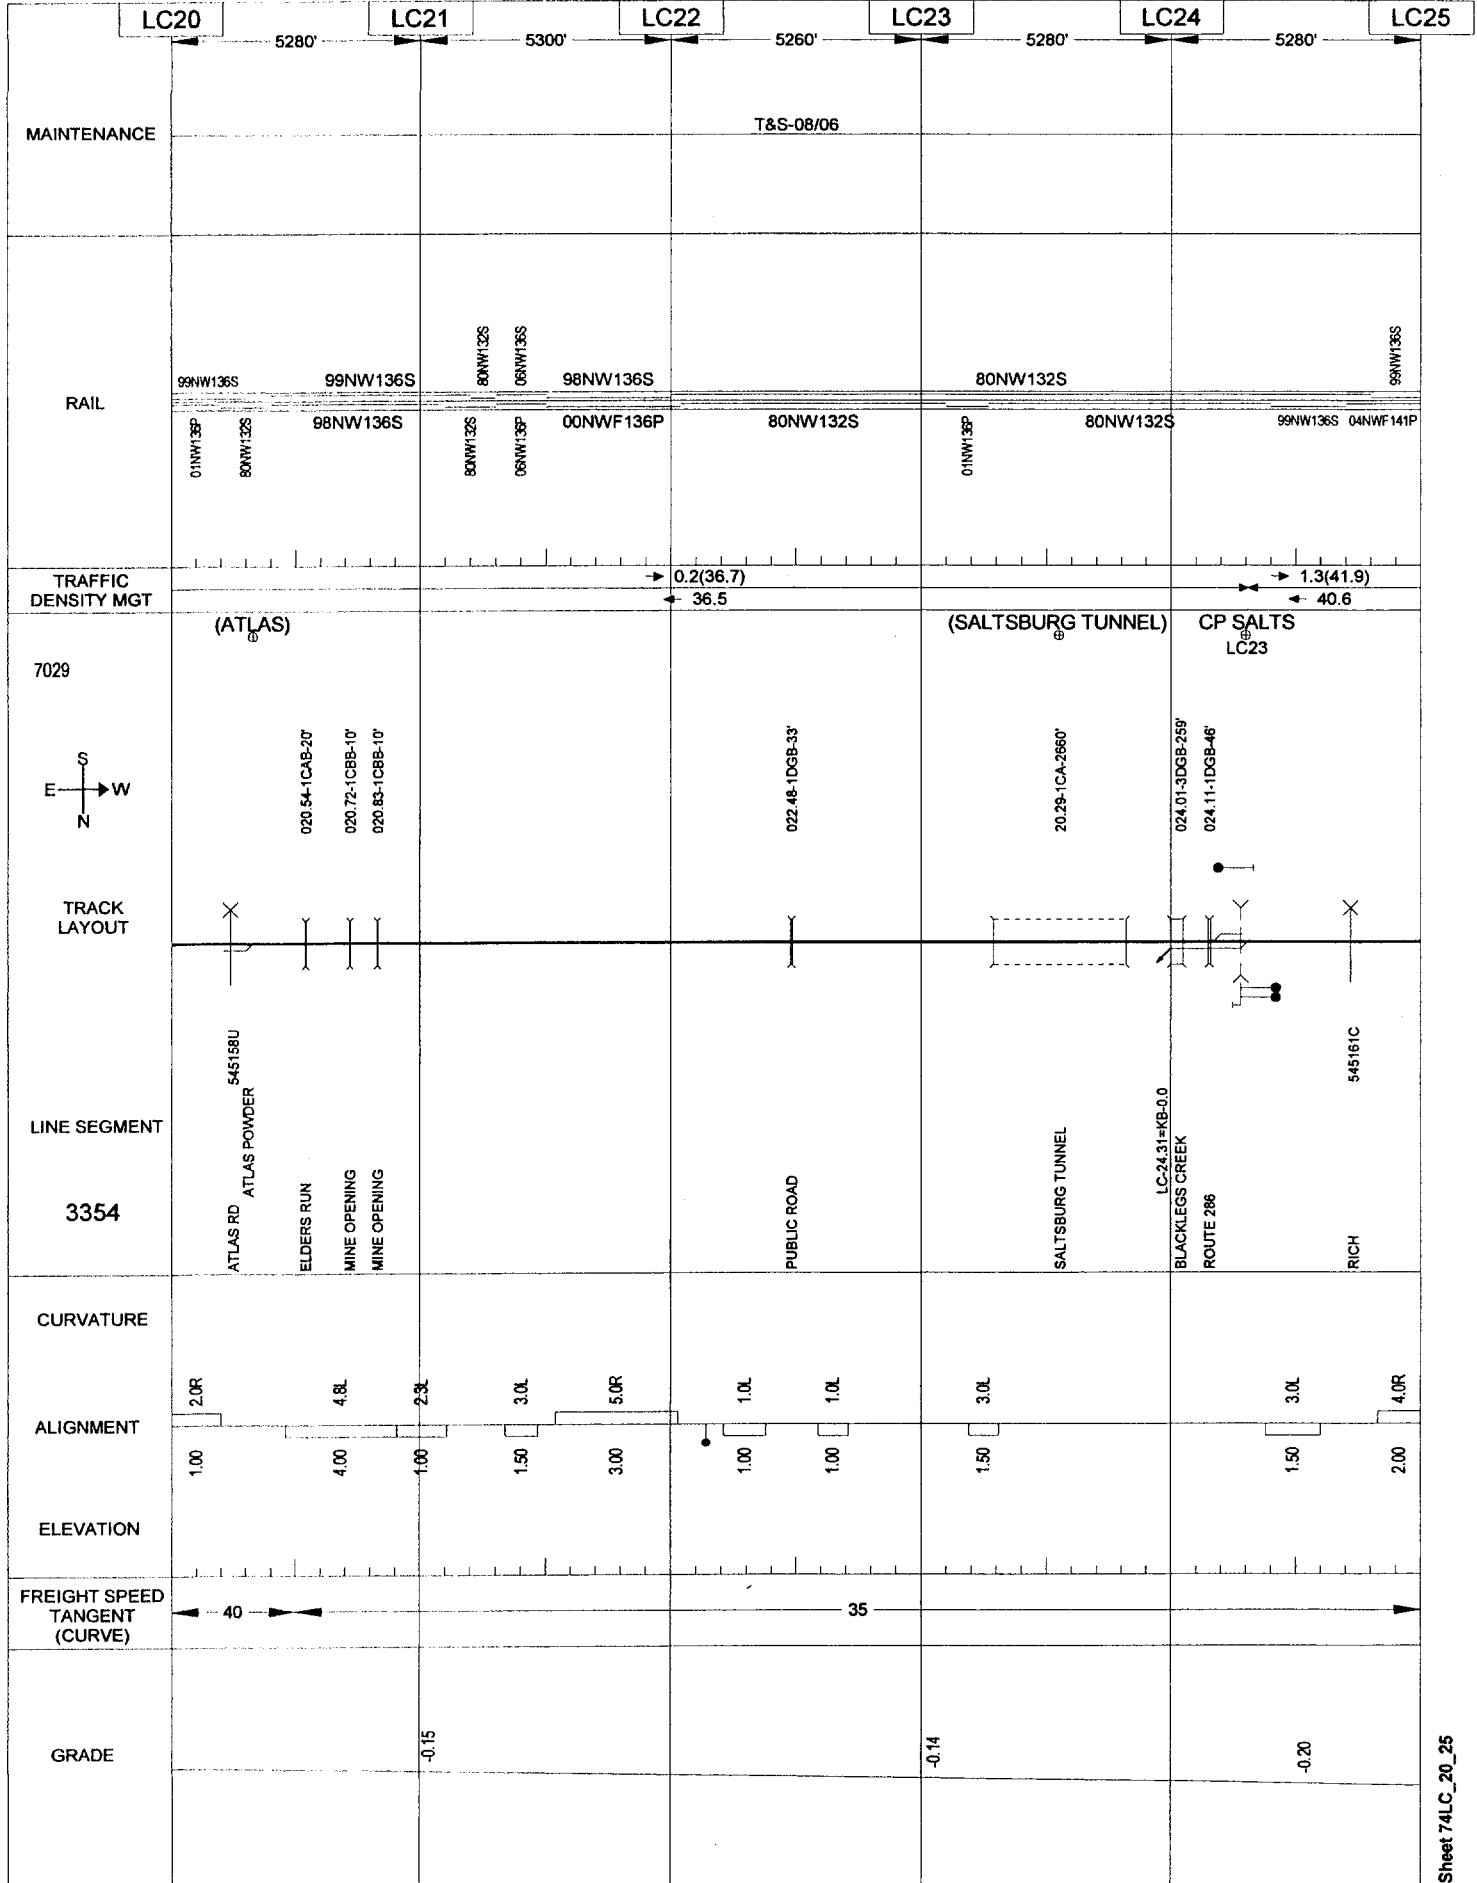 LC20 LC21 LC22 LC23 LC24 LC25
5280' 5300' 5260' 5280' 5280'
MAINTENANCE
T&S-08/06
RAIL
80NW132S 06NW136S 99NW136S
99NW136S 99NW136S 98NW136S 80NW132S
98NW136S 00NWF136P 80NW132S 80NW132S 99NW136S 04NWF141P
01NW136P 80NW132S 80NW132S 06NW136P 01NW136P
TRAFFIC
DENSITY MGT
0.2(36.7) 1.3(41.9)
36.5 40.6
(ATLAS) (SALTSBURG TUNNEL) CP SALTS
LC23
7029
S
E W
N
020.54-1CAB-20'
020.72-1CBB-10'
020.83-1CBB-10'
022.48-1DGB-33'
20.29-1CA-2660'
024.01-3DGB-259'
024.11-1DGB-46'
TRACK
LAYOUT
LINE SEGMENT
3354
ATLAS RD 545158U
ATLAS POWDER
ELDERS RUN
MINE OPENING
MINE OPENING
PUBLIC ROAD
SALTSBURG TUNNEL
LC-24.31=KB-0.0
BLACKLEGS CREEK
ROUTE 286
RICH 545161C
CURVATURE
2.0R 4.8L 2.3L 3.0L 5.0R 1.0L 1.0L 3.0L 3.0L 4.0R
ALIGNMENT
1.00 4.00 1.00 1.50 3.00 1.00 1.00 1.50 1.50 2.00
ELEVATION
FREIGHT SPEED
TANGENT
(CURVE)
40 35
GRADE
-0.15 -0.14 -0.20
Sheet 74LC_20_25